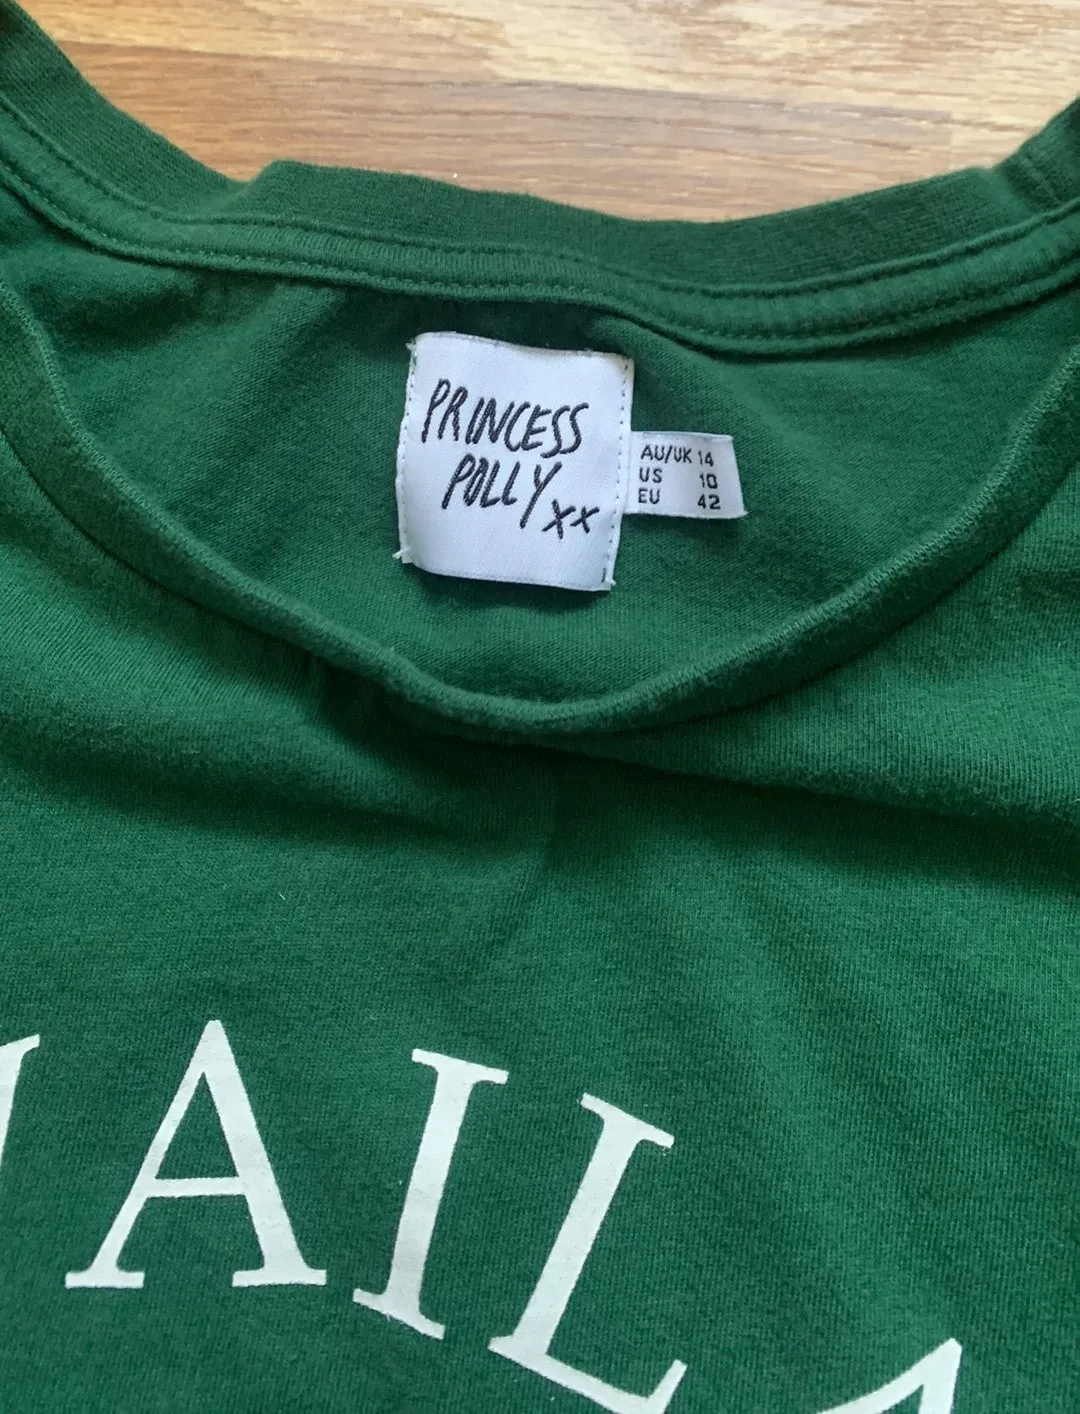 PRINCESS
POLLY xx
AU/UK 14
US 10
EU 42
AIL